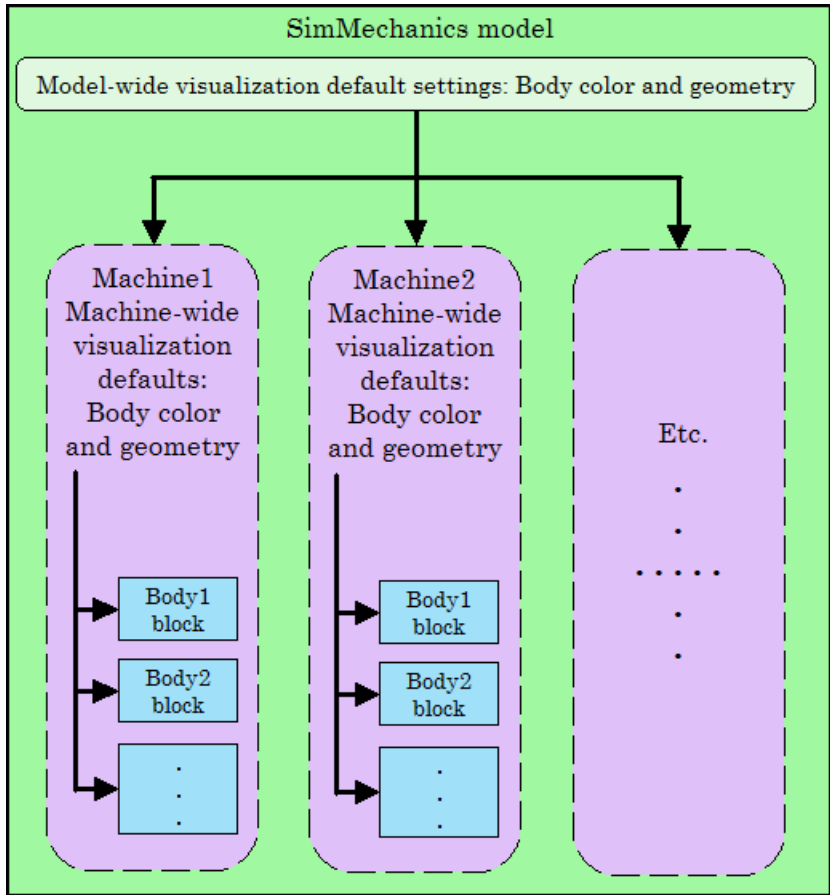 SimMechanics model
Model-wide visualization default settings: Body color and geometry
Machine1
Machine-wide
visualization
defaults:
Body color
and geometry
Body1
block
Body2
block
.
.
.
Machine2
Machine-wide
visualization
defaults:
Body color
and geometry
Body1
block
Body2
block
.
.
.
Etc.
.
.
.....
.
.